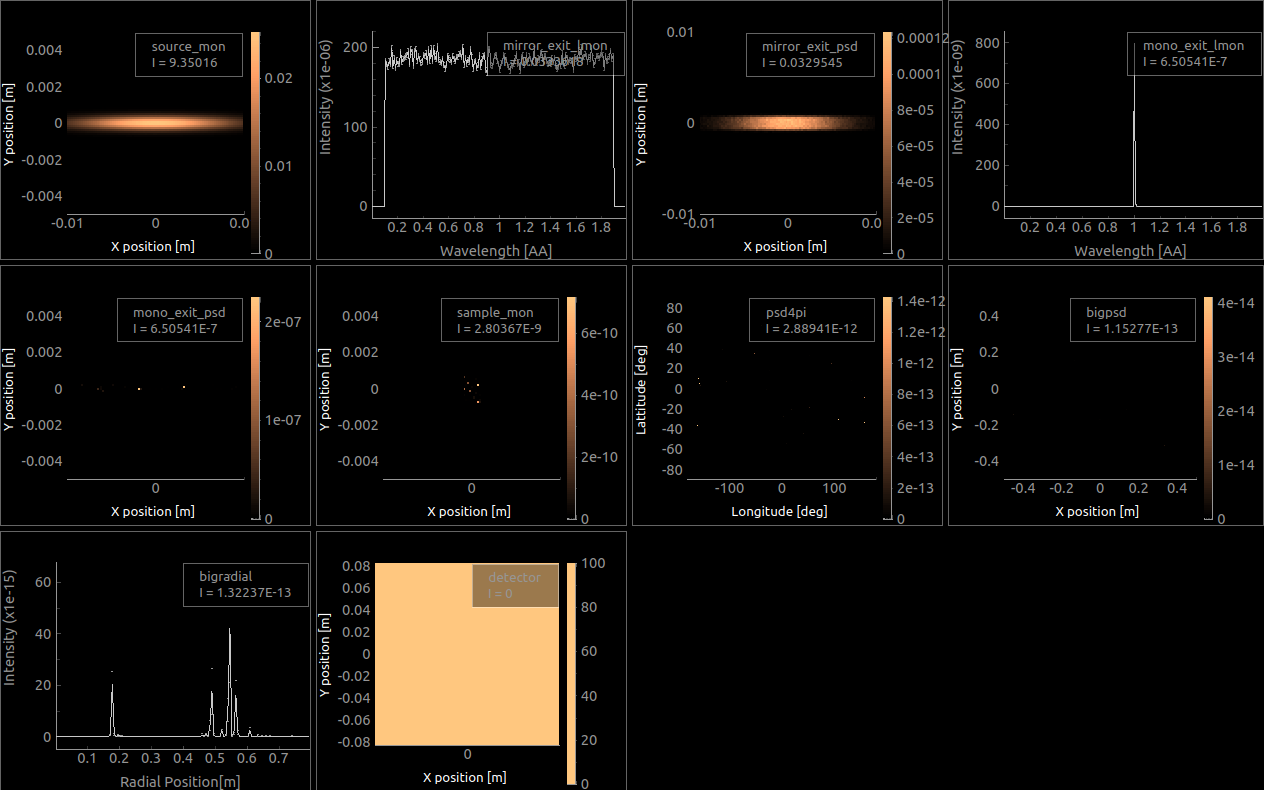 source_mon
I = 9.35016
0.004
0.002
0
-0.002
-0.004
Y position [m]
-0.01
0
0.0
X position [m]
0.02
0.01
0
mirror_exit_lmon
200
100
0
Intensity (x1e-06)
0.2 0.4 0.6 0.8 1 1.2 1.4 1.6 1.8
Wavelength [AA]
mirror_exit_psd
I = 0.0329545
0.01
0
-0.01
Y position [m]
-0.01
0
X position [m]
0.00012
0.0001
8e-05
6e-05
4e-05
2e-05
0
mono_exit_lmon
I = 6.50541E-7
800
600
400
200
0
Intensity (x1e-09)
0.2 0.4 0.6 0.8 1 1.2 1.4 1.6 1.8
Wavelength [AA]
mono_exit_psd
I = 6.50541E-7
0.004
0.002
0
-0.002
-0.004
Y position [m]
0
X position [m]
2e-07
1e-07
0
sample_mon
I = 2.80367E-9
0.004
0.002
0
-0.002
-0.004
Y position [m]
0
X position [m]
6e-10
4e-10
2e-10
0
psd4pi
I = 2.88941E-12
80
60
40
20
0
-20
-40
-60
-80
Lattitude [deg]
-100 0 100
Longitude [deg]
1.4e-12
1.2e-12
1e-12
8e-13
6e-13
4e-13
2e-13
0
bigpsd
I = 1.15277E-13
0.4
0.2
0
-0.2
-0.4
Y position [m]
-0.4 -0.2 0 0.2 0.4
X position [m]
4e-14
3e-14
2e-14
1e-14
0
bigradial
I = 1.32237E-13
60
40
20
0
Intensity (x1e-15)
0.1 0.2 0.3 0.4 0.5 0.6 0.7
Radial Position[m]
detector
I = 0
0.08
0.06
0.04
0.02
0
-0.02
-0.04
-0.06
-0.08
Y position [m]
0
X position [m]
100
80
60
40
20
0